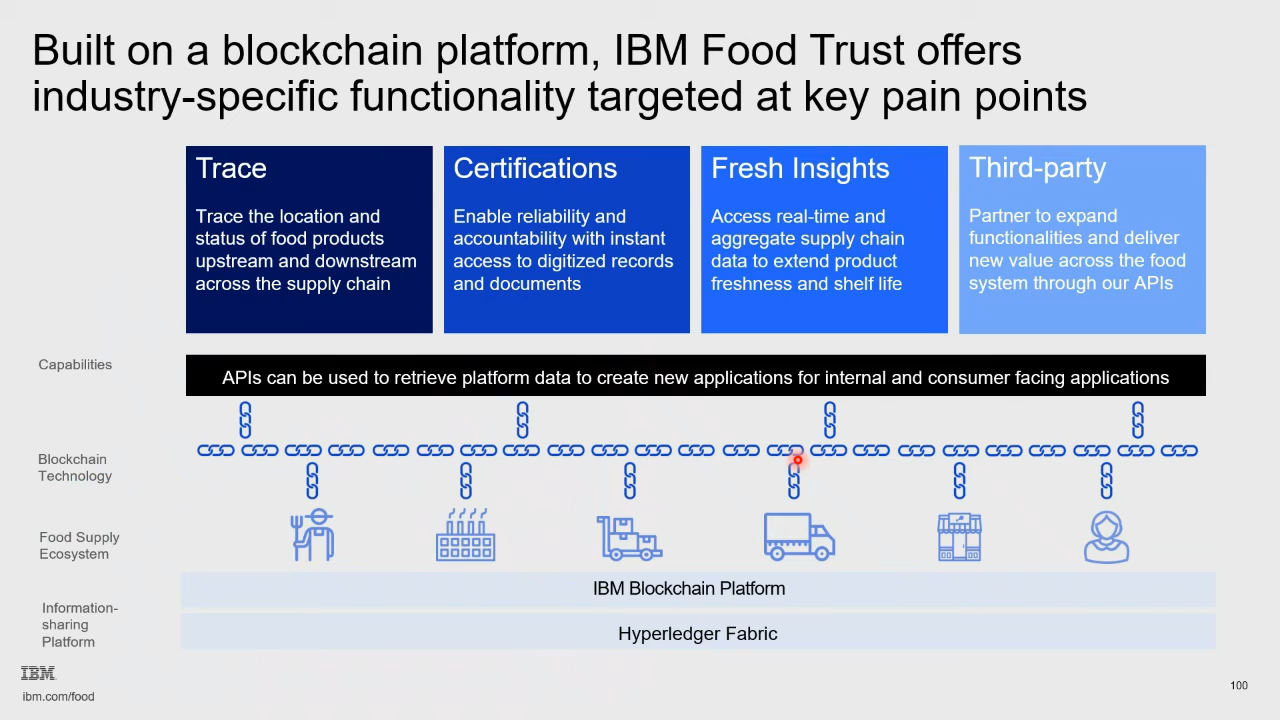 Built on a blockchain platform, IBM Food Trust offers
industry-specific functionality targeted at key pain points
Trace
Trace the location and
status of food products
upstream and downstream
across the supply chain
Certifications
Enable reliability and
accountability with instant
access to digitized records
and documents
Fresh Insights
Access real-time and
aggregate supply chain
data to extend product
freshness and shelf life
Third-party
Partner to expand
functionalities and deliver
new value across the food
system through our APIs
Capabilities
APIs can be used to retrieve platform data to create new applications for internal and consumer facing applications
Blockchain
Technology
Food Supply
Ecosystem
Information-
sharing
Platform
IBM Blockchain Platform
Hyperledger Fabric
IBM
ibm.com/food
100